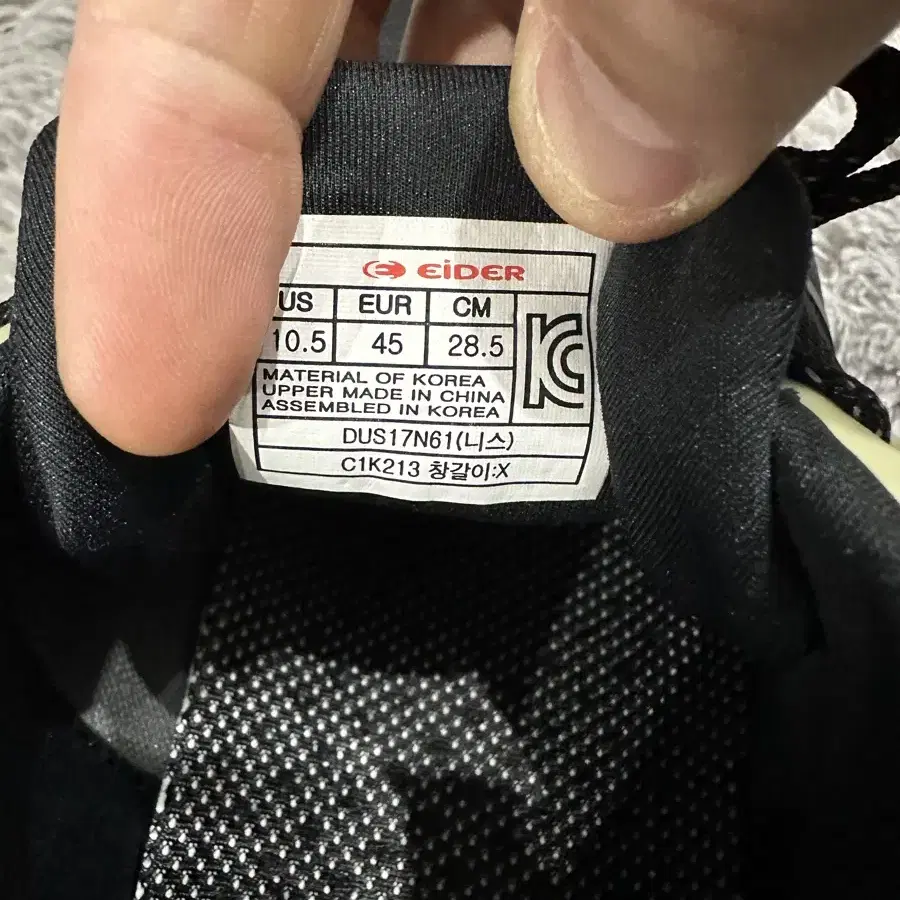 EiDER
US EUR CM
10.5 45 28.5
MATERIAL OF KOREA
UPPER MADE IN CHINA
ASSEMBLED IN KOREA
DUS17N61(니스)
C1K213 창갈이:X